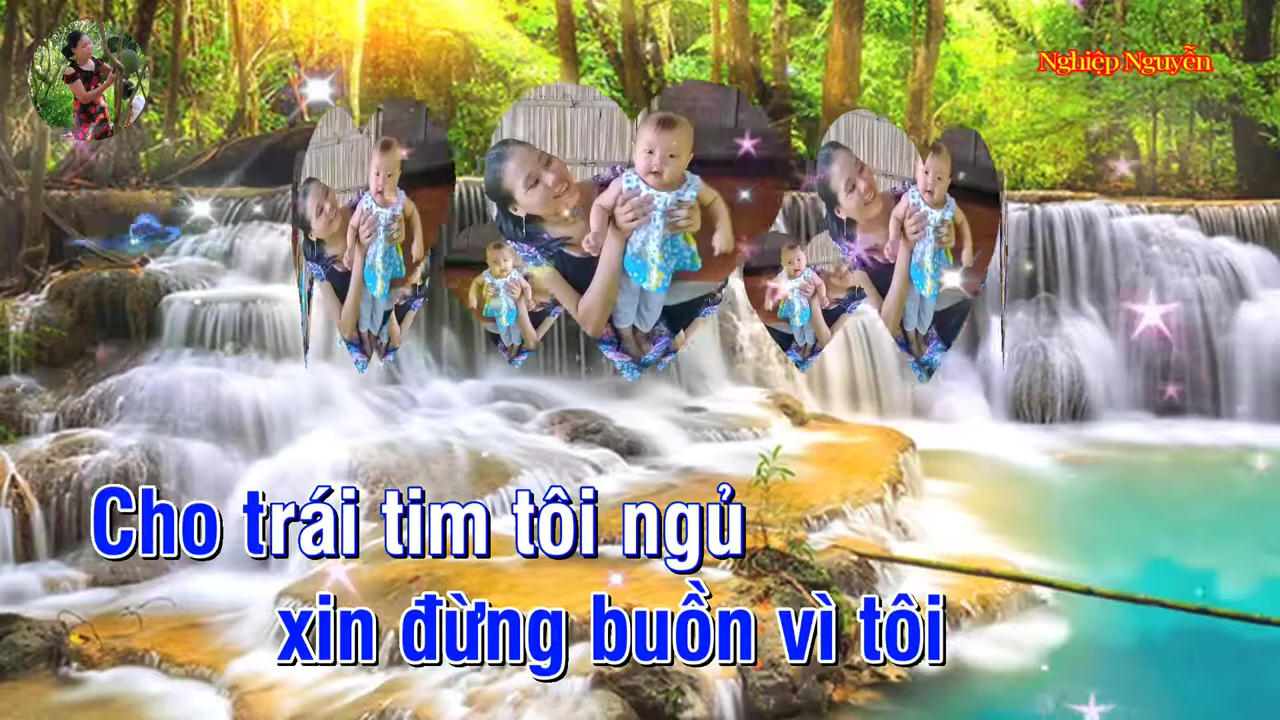 Nghiệp Nguyễn
Cho trái tim tôi ngủ
xin đừng buồn vì tôi